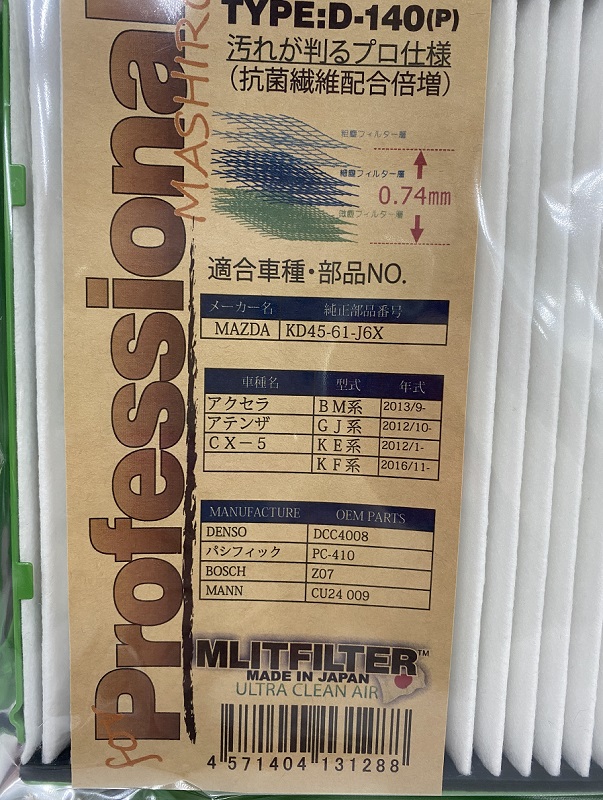 for Professional
MASHIRO
TYPE:D-140(P)
汚れが判るプロ仕様
(抗菌繊維配合倍増)
粗塵フィルター層
細塵フィルター層
微塵フィルター層
0.74mm
適合車種・部品NO.
メーカー名 純正部品番号
MAZDA KD45-61-J6X
車種名 型式 年式
アクセラ BM系 2013/9-
アテンザ GJ系 2012/10-
CX-5 KE系 2012/1-
KF系 2016/11-
MANUFACTURE OEM PARTS
DENSO DCC4008
パシフィック PC-410
BOSCH Z07
MANN CU24 009
MLITFILTER™
MADE IN JAPAN
ULTRA CLEAN AIR
4 571404 131288